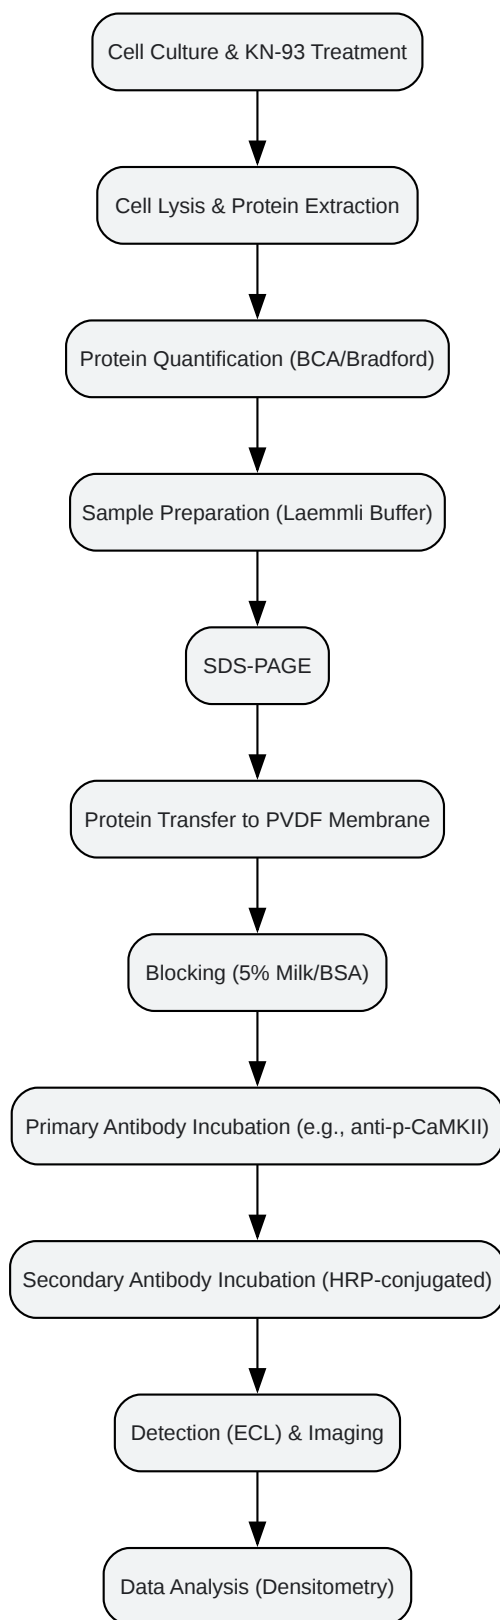 Cell Culture & KN-93 Treatment
Cell Lysis & Protein Extraction
Protein Quantification (BCA/Bradford)
Sample Preparation (Laemmli Buffer)
SDS-PAGE
Protein Transfer to PVDF Membrane
Blocking (5% Milk/BSA)
Primary Antibody Incubation (e.g., anti-p-CaMKII)
Secondary Antibody Incubation (HRP-conjugated)
Detection (ECL) & Imaging
Data Analysis (Densitometry)